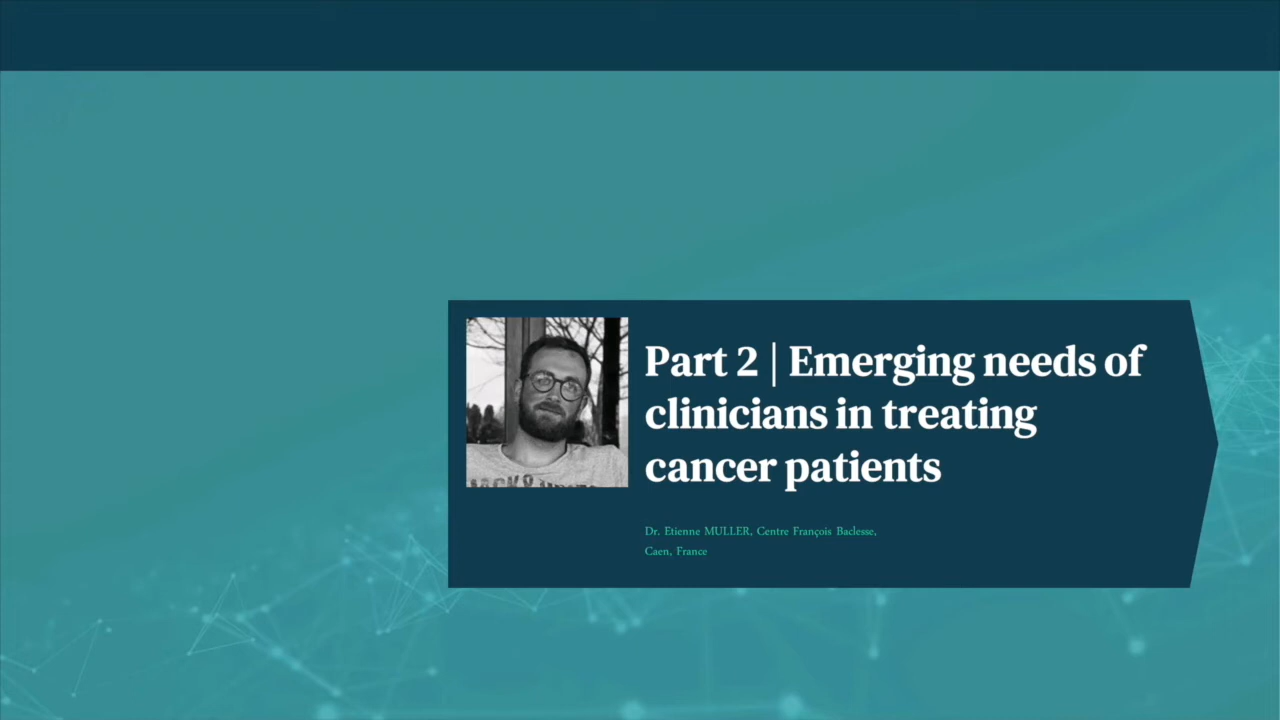 Part 2 | Emerging needs of
clinicians in treating
cancer patients
Dr. Etienne MULLER, Centre François Baclesse,
Caen, France